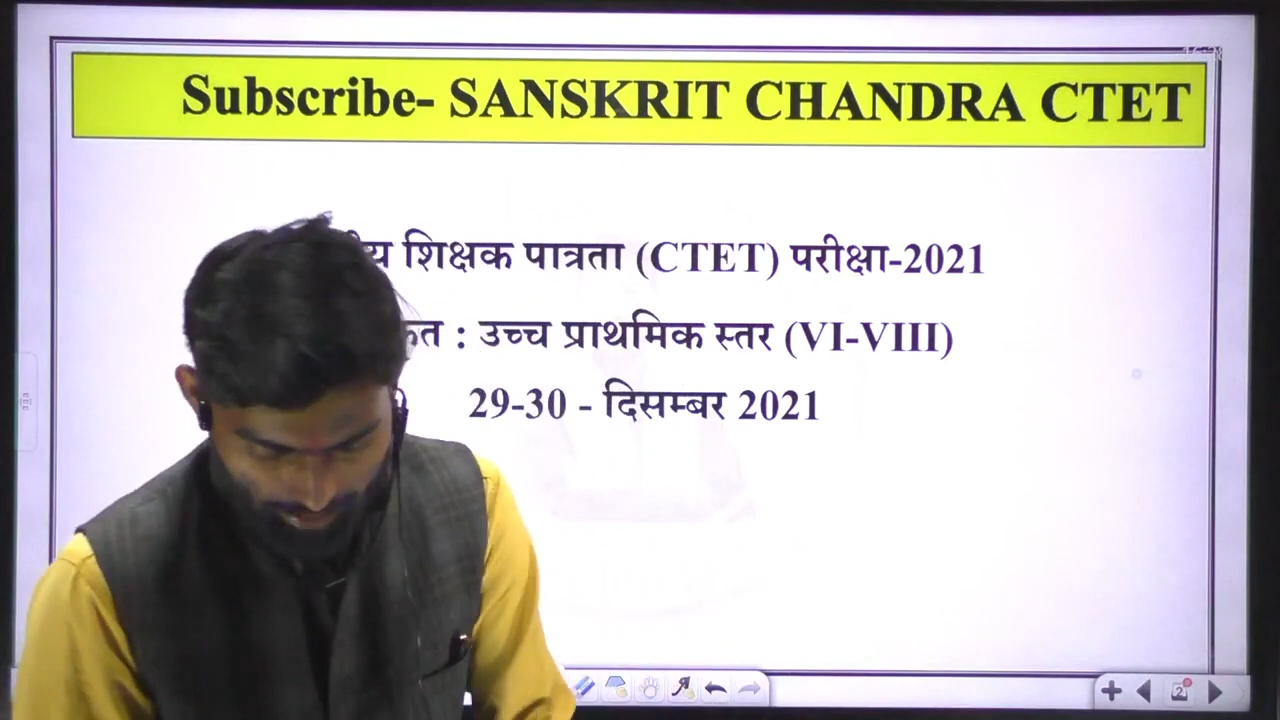 Subscribe- SANSKRIT CHANDRA CTET
शिक्षक पात्रता (CTET) परीक्षा-2021
: उच्च प्राथमिक स्तर (VI-VIII)
29-30 - दिसम्बर 2021
2